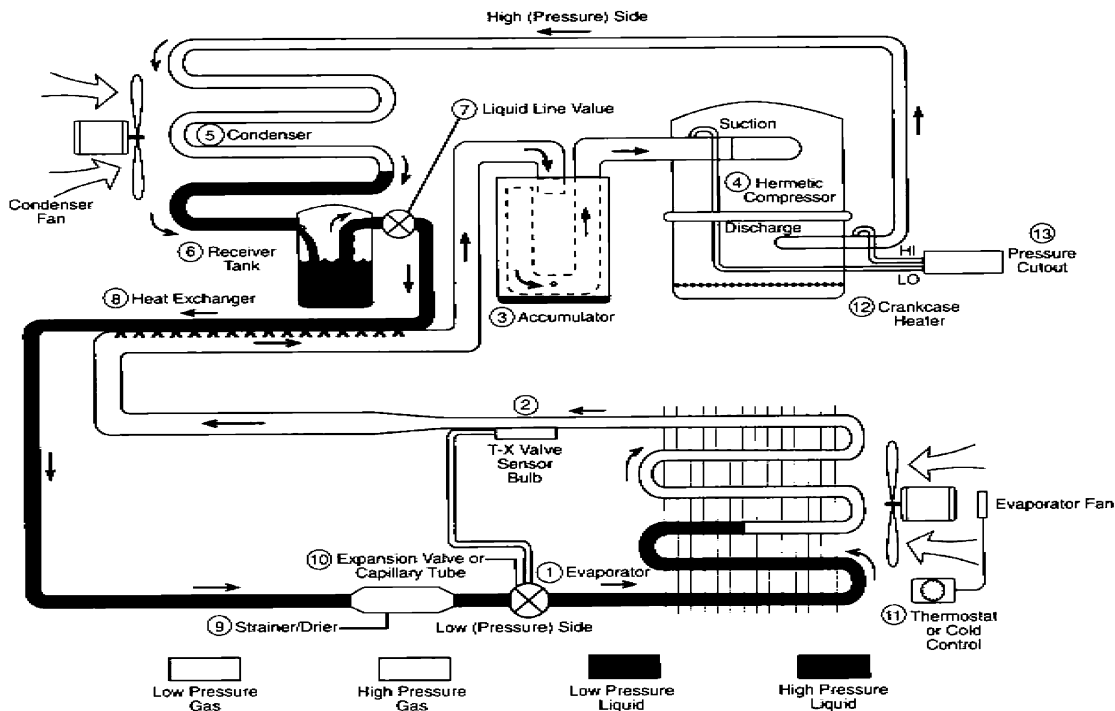 High (Pressure) Side
⑦ Liquid Line Value
Suction
⑤ Condenser
④ Hermetic
Compressor
Condenser
Fan
Discharge
⑥ Receiver
Tank
HI
LO
⑬
Pressure
Cutout
⑧ Heat Exchanger
③ Accumulator
⑫ Crankcase
Heater
②
T-X Valve
Sensor
Bulb
Evaporator Fan
⑩ Expansion Valve or
Capillary Tube
① Evaporator
⑪ Thermostat
or Cold
Control
⑨ Strainer/Drier
Low (Pressure) Side
Low Pressure
Gas
High Pressure
Gas
Low Pressure
Liquid
High Pressure
Liquid